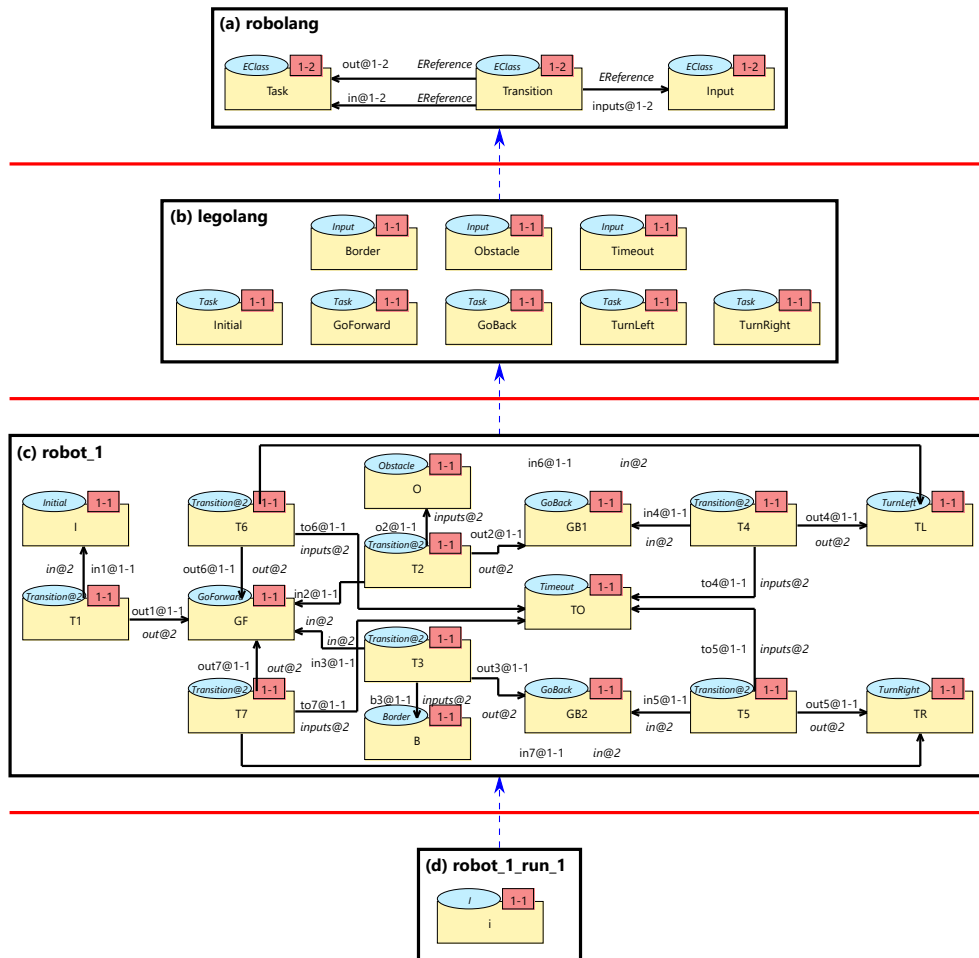 (a) robolang
EClass 1-2 out@1-2 EReference EClass 1-2 EClass 1-2
EReference
Task Transition Input
in@1-2 EReference inputs@1-2
(b) legolang
Input 1-1 Input 1-1 Input 1-1
Border Obstacle Timeout
Task 1-1 Task 1-1 Task 1-1 Task 1-1 Task 1-1
Initial GoForward GoBack TurnLeft TurnRight
(c) robot_1
Obstacle 1-1 in6@1-1 in@2
O
Initial 1-1 Transition@2 1-1 GoBack 1-1 Transition@2 1-1 TurnLeft 1-1
inputs@2
I T6 to6@1-1 o2@1-1 GB1 in4@1-1 T4 out4@1-1 TL
inputs@2 Transition@2 1-1 out2@1-1 in@2 out@2
in@2 in1@1-1 out6@1-1 out@2 T2 out@2
Transition@2 1-1 GoForward 1-1 in2@1-1 Timeout 1-1 to4@1-1 inputs@2
T1 out1@1-1 GF in@2 TO
out@2 in@2 Transition@2 1-1
out7@1-1 out@2 in3@1-1 T3 out3@1-1 to5@1-1 inputs@2
Transition@2 1-1 b3@1-1 inputs@2 GoBack 1-1 Transition@2 1-1 TurnRight 1-1
T7 to7@1-1 Border 1-1 out@2 GB2 in5@1-1 T5 out5@1-1 TR
inputs@2 B in@2 out@2
in7@1-1 in@2
(d) robot_1_run_1
I 1-1
i